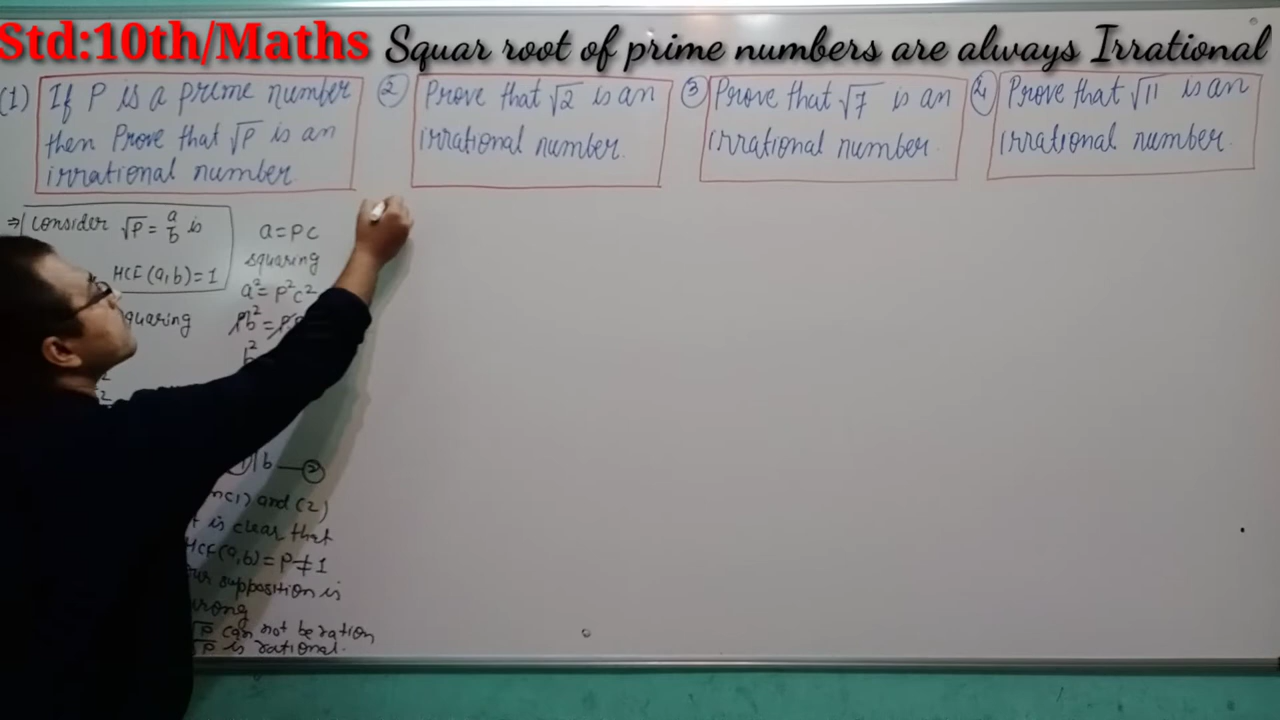 Std:10th/Maths Squar root of prime numbers are always Irrational
(1) If P is a prime number
then Prove that √P is an
irrational number
② Prove that √2 is an
irrational number.
③ Prove that √7 is an
irrational number.
④ Prove that √11 is an
irrational number.
⇒ consider √P = a/b is
HCF(a,b)=1
squaring
a=PC
squaring
a²=P²C²
Pb²=
b²
b — ②
(1) and (2)
is clear that
HCF(a,b)=P≠1
supposition is
√P can not be ration
√P is rational.